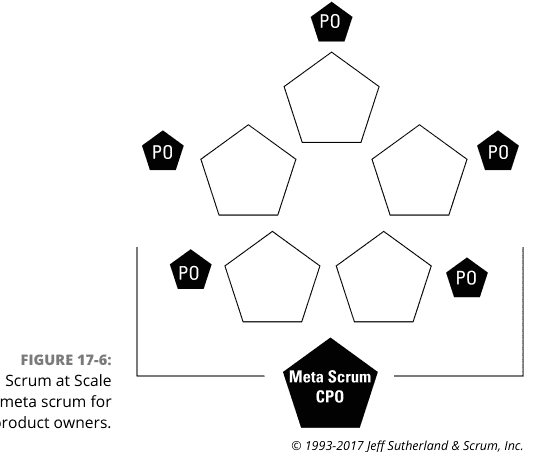 PO
PO
PO
PO
PO
Meta Scrum
CPO
FIGURE 17-6:
Scrum at Scale
meta scrum for
product owners.
© 1993-2017 Jeff Sutherland & Scrum, Inc.